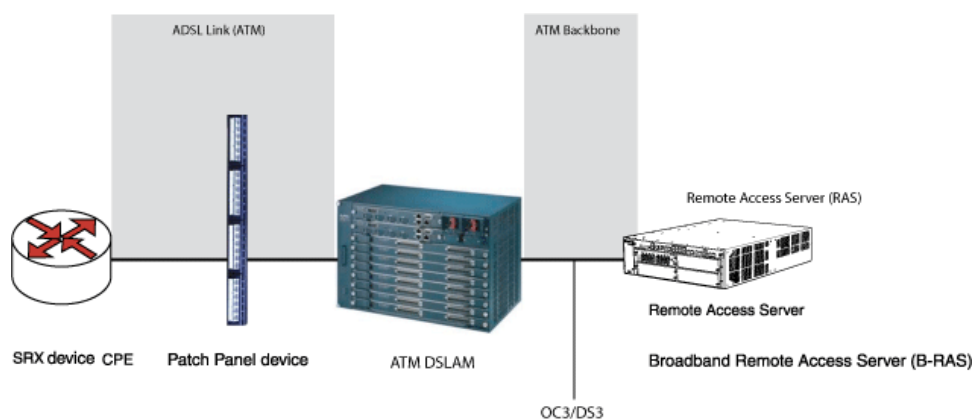 ADSL Link (ATM)
ATM Backbone
Remote Access Server (RAS)
Remote Access Server
SRX device CPE
Patch Panel device
ATM DSLAM
Broadband Remote Access Server (B-RAS)
OC3/DS3